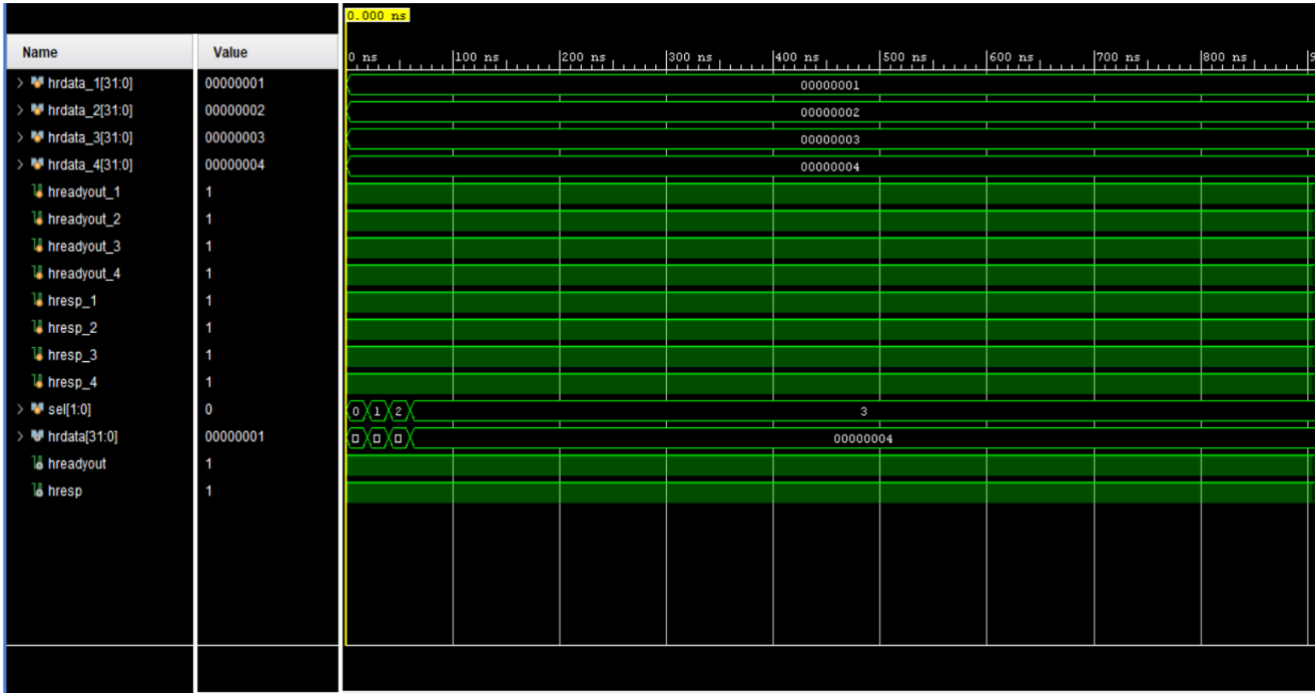 0.000 ns
Name Value 0 ns 100 ns 200 ns 300 ns 400 ns 500 ns 600 ns 700 ns 800 ns
hrdata_1[31:0] 00000001 00000001
hrdata_2[31:0] 00000002 00000002
hrdata_3[31:0] 00000003 00000003
hrdata_4[31:0] 00000004 00000004
hreadyout_1 1
hreadyout_2 1
hreadyout_3 1
hreadyout_4 1
hresp_1 1
hresp_2 1
hresp_3 1
hresp_4 1
sel[1:0] 0 0 1 2 3
hrdata[31:0] 00000001 00000004
hreadyout 1
hresp 1